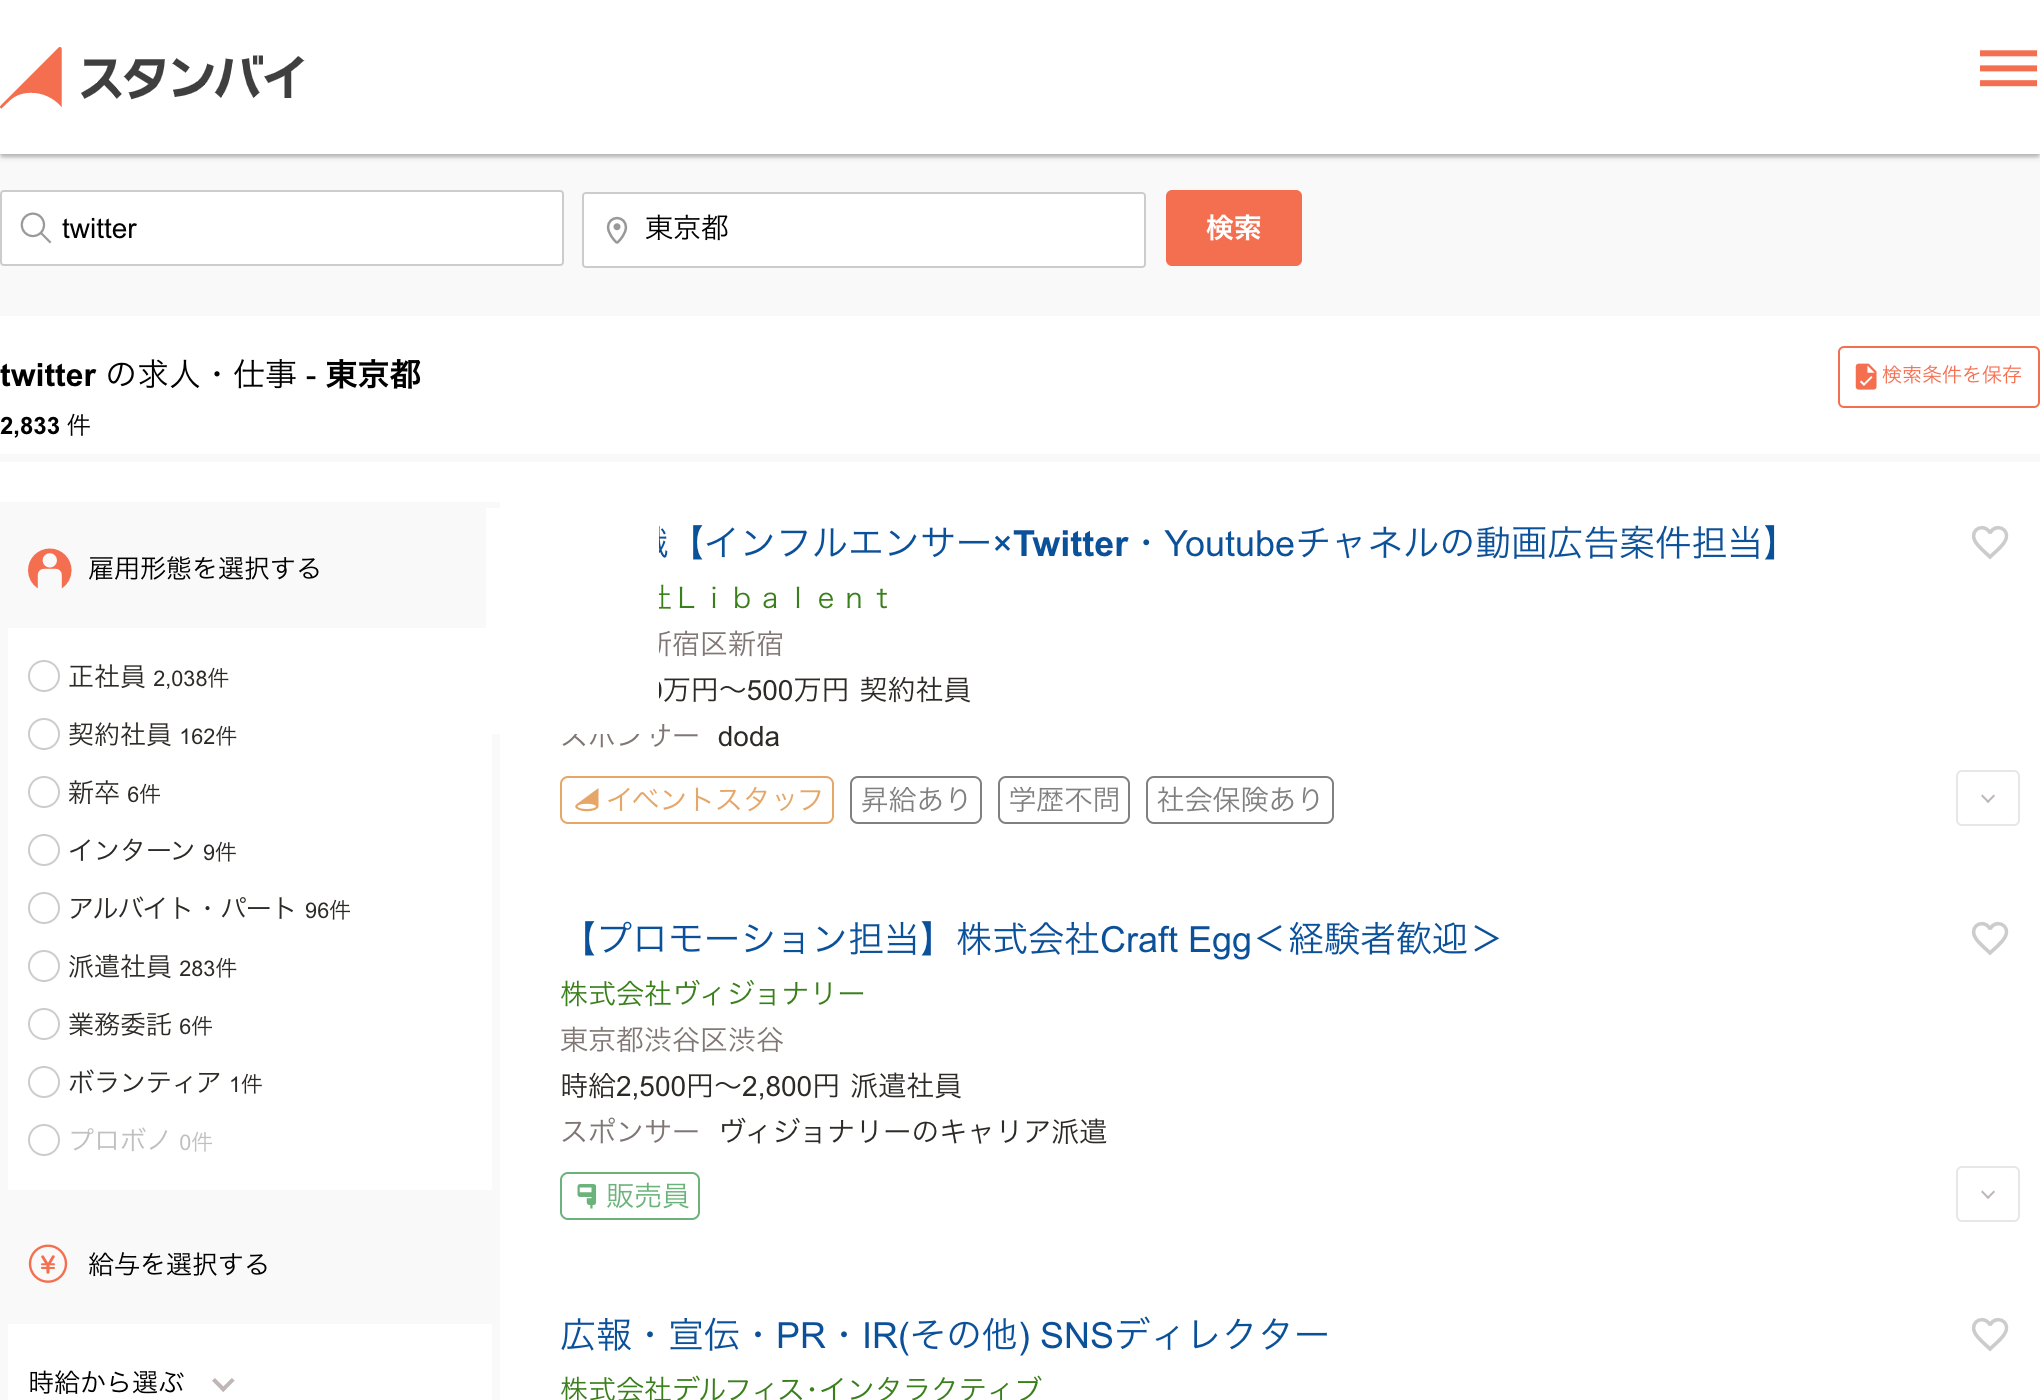 スタンバイ
twitter
東京都
検索
twitter の求人・仕事 - 東京都
検索条件を保存
2,833 件
雇用形態を選択する
正社員 2,038件
契約社員 162件
新卒 6件
インターン 9件
アルバイト・パート 96件
派遣社員 283件
業務委託 6件
ボランティア 1件
プロボノ 0件
給与を選択する
時給から選ぶ
【インフルエンサー×Twitter・Youtubeチャネルの動画広告案件担当】
Ｌｉｂａｌｅｎｔ
新宿区新宿
万円〜500万円 契約社員
スポンサー doda
イベントスタッフ 昇給あり 学歴不問 社会保険あり
【プロモーション担当】株式会社Craft Egg＜経験者歓迎＞
株式会社ヴィジョナリー
東京都渋谷区渋谷
時給2,500円〜2,800円 派遣社員
スポンサー ヴィジョナリーのキャリア派遣
販売員
広報・宣伝・PR・IR(その他) SNSディレクター
株式会社デルフィス・インタラクティブ